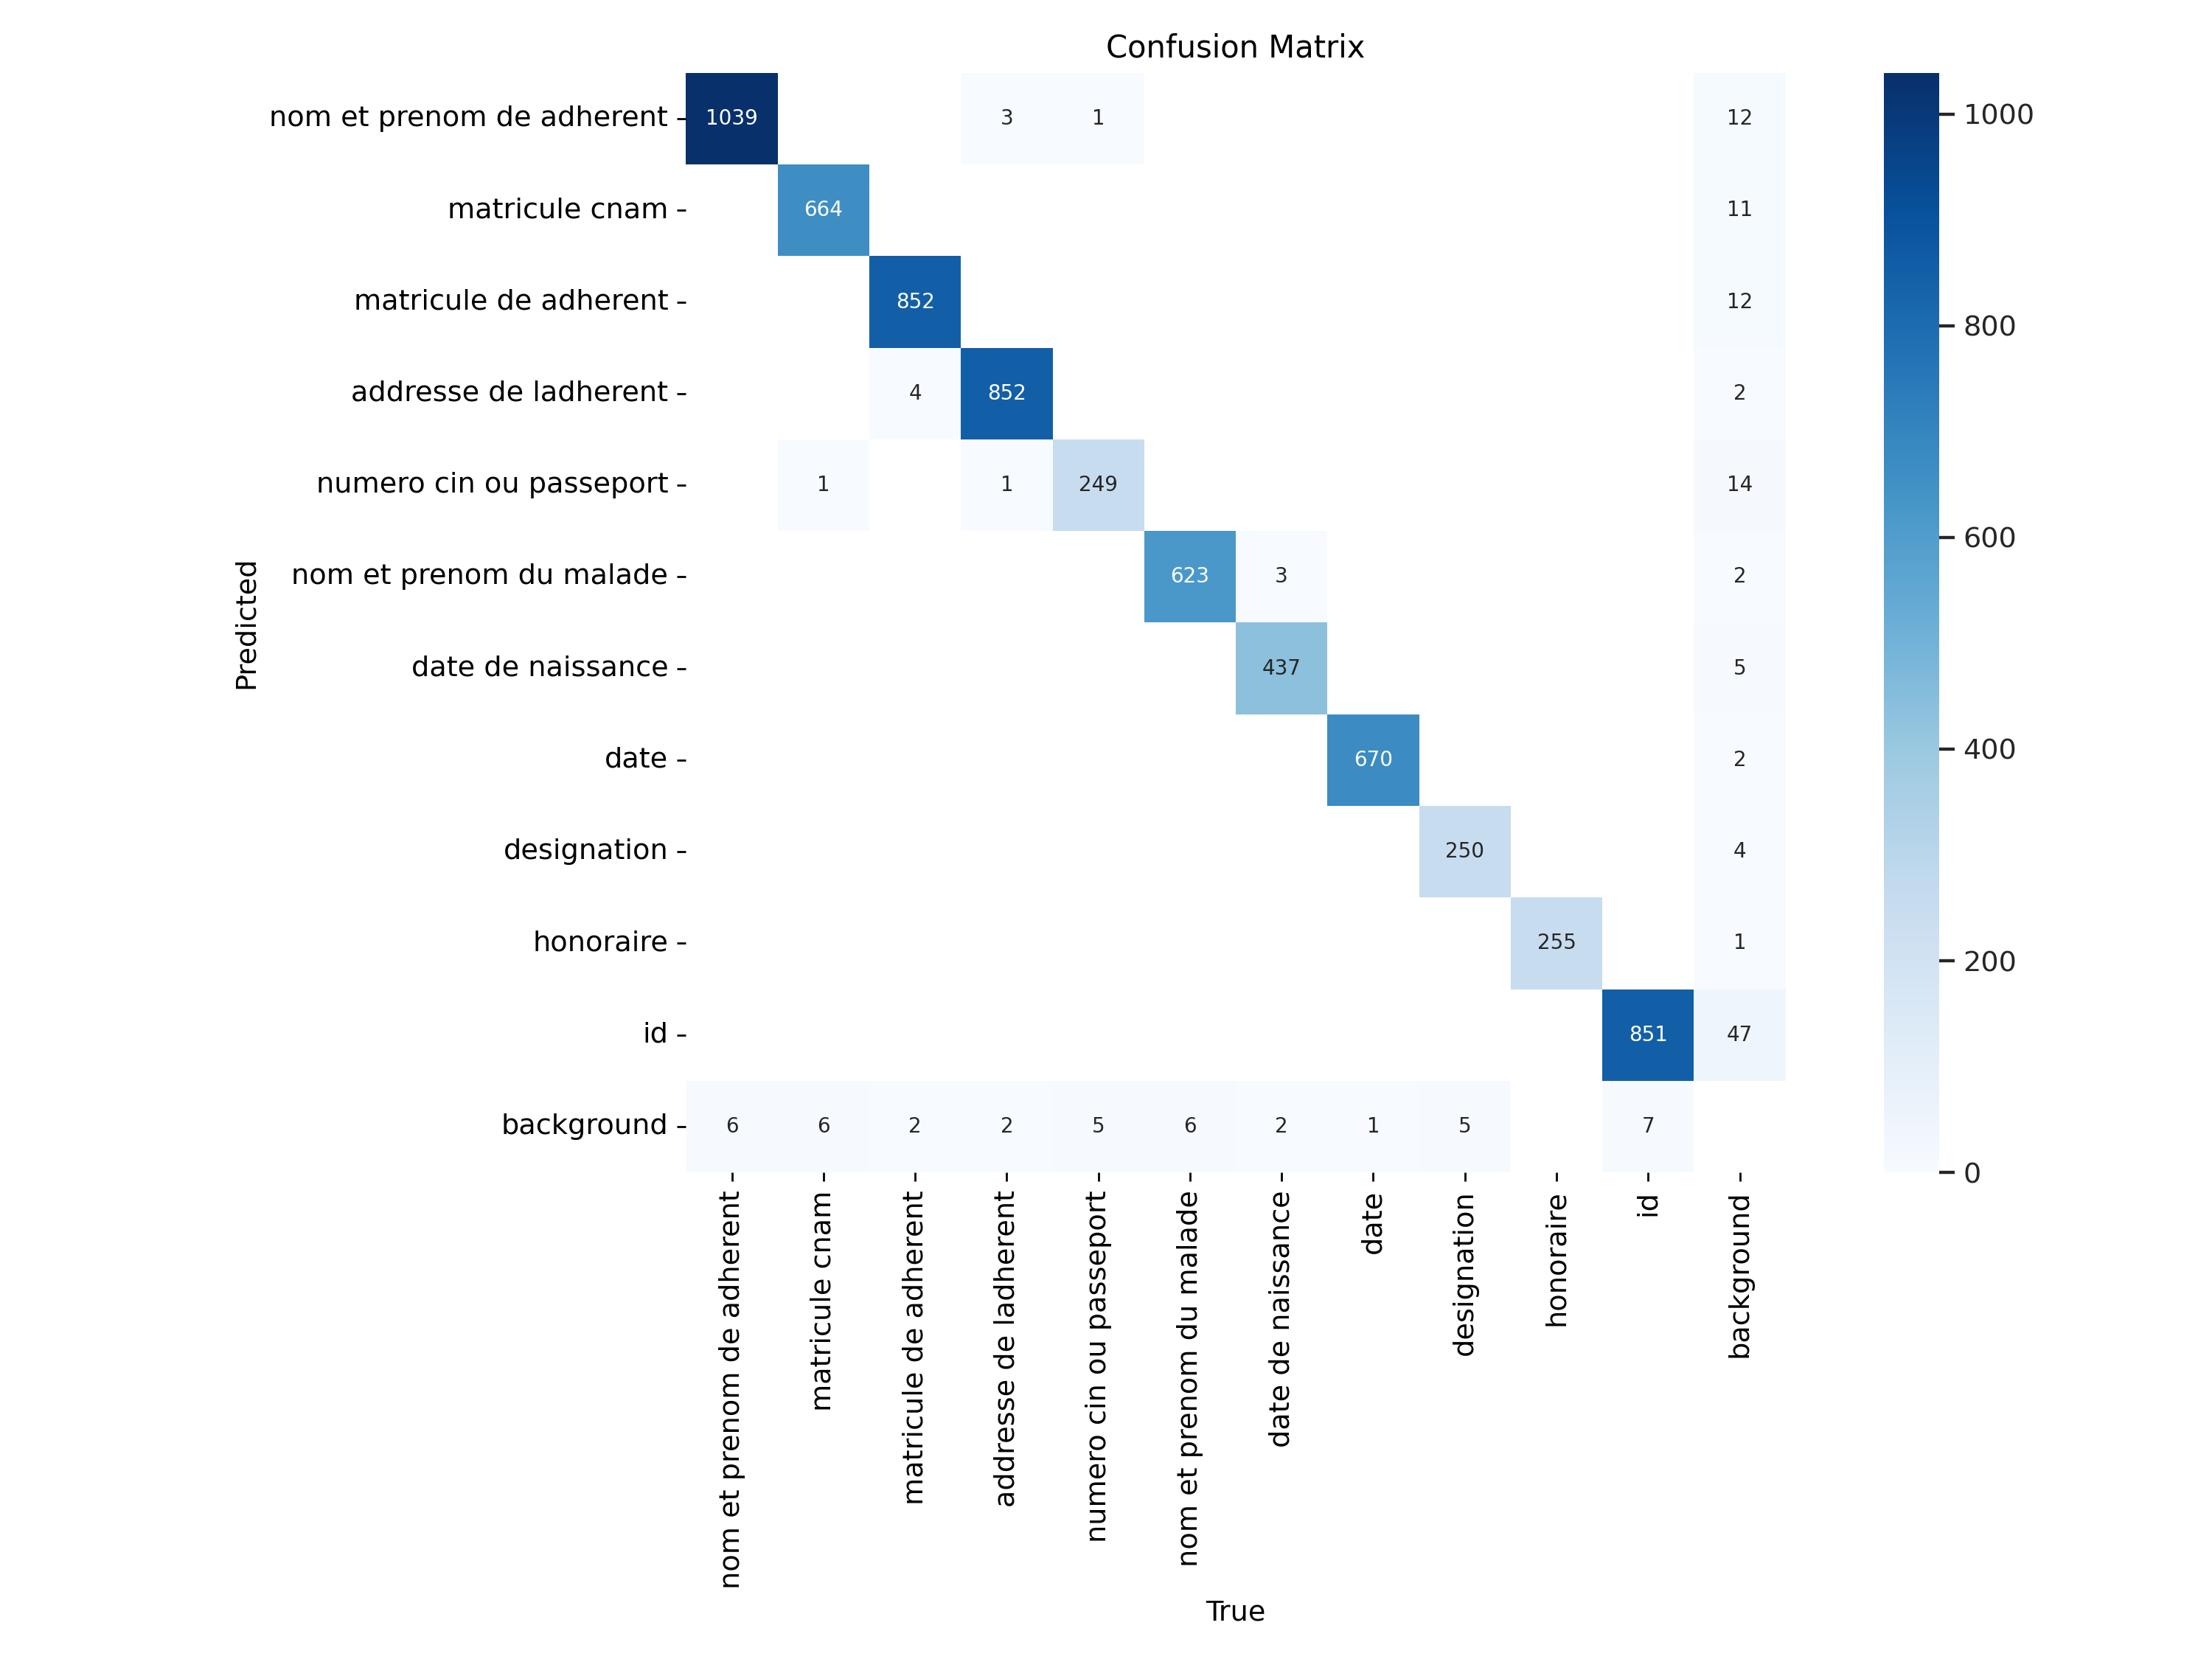 Confusion Matrix
nom et prenom de adherent 1039 3 1 12
matricule cnam 664 11
matricule de adherent 852 12
addresse de ladherent 4 852 2
numero cin ou passeport 1 1 249 14
nom et prenom du malade 623 3 2
date de naissance 437 5
date 670 2
designation 250 4
honoraire 255 1
id 851 47
background 6 6 2 2 5 6 2 1 5 7
Predicted
nom et prenom de adherent
matricule cnam
matricule de adherent
addresse de ladherent
numero cin ou passeport
nom et prenom du malade
date de naissance
date
designation
honoraire
id
background
True
1000
800
600
400
200
0